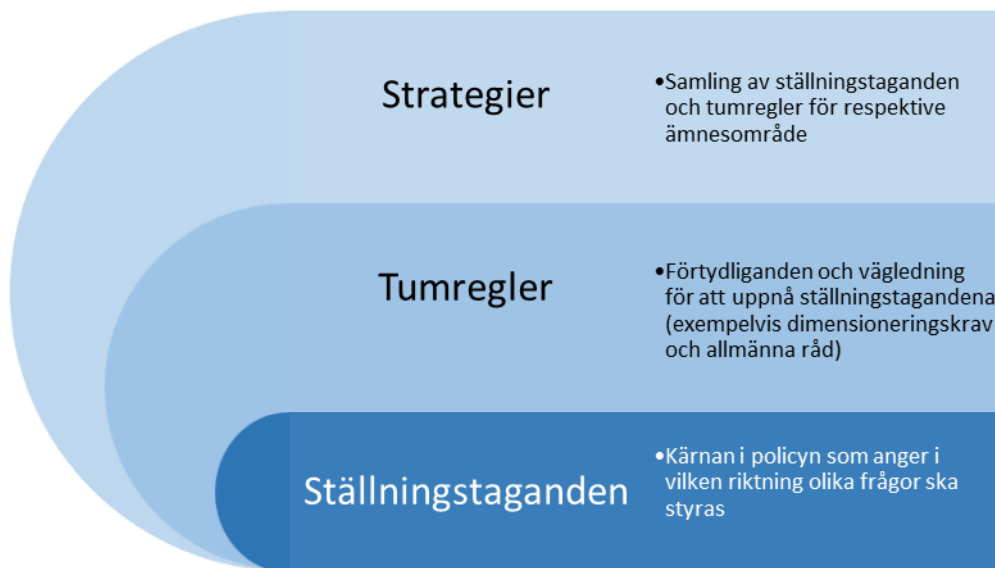 Strategier
•Samling av ställningstaganden
och tumregler för respektive
ämnesområde
Tumregler
•Förtydliganden och vägledning
för att uppnå ställningstagandena
(exempelvis dimensioneringskrav
och allmänna råd)
Ställningstaganden
•Kärnan i policyn som anger i
vilken riktning olika frågor ska
styras